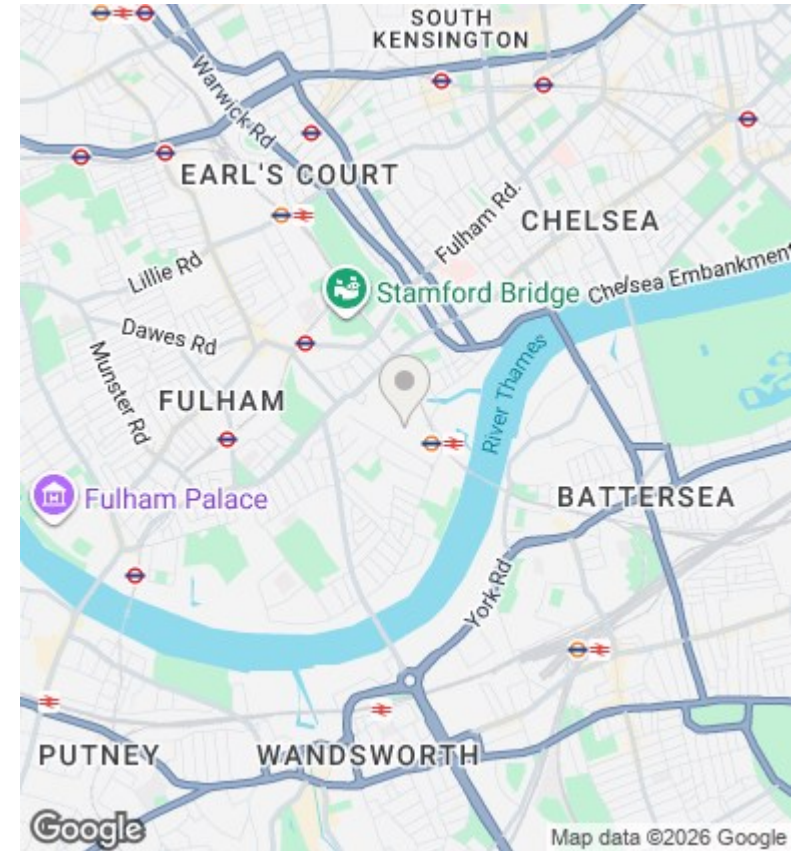 SOUTH
KENSINGTON
Warwick Rd
EARL'S COURT
Fulham Rd.
CHELSEA
Lillie Rd
Chelsea Embankment
Stamford Bridge
Dawes Rd
River Thames
Munster Rd
FULHAM
Fulham Palace
BATTERSEA
York Rd
PUTNEY
WANDSWORTH
Google
Map data ©2026 Google